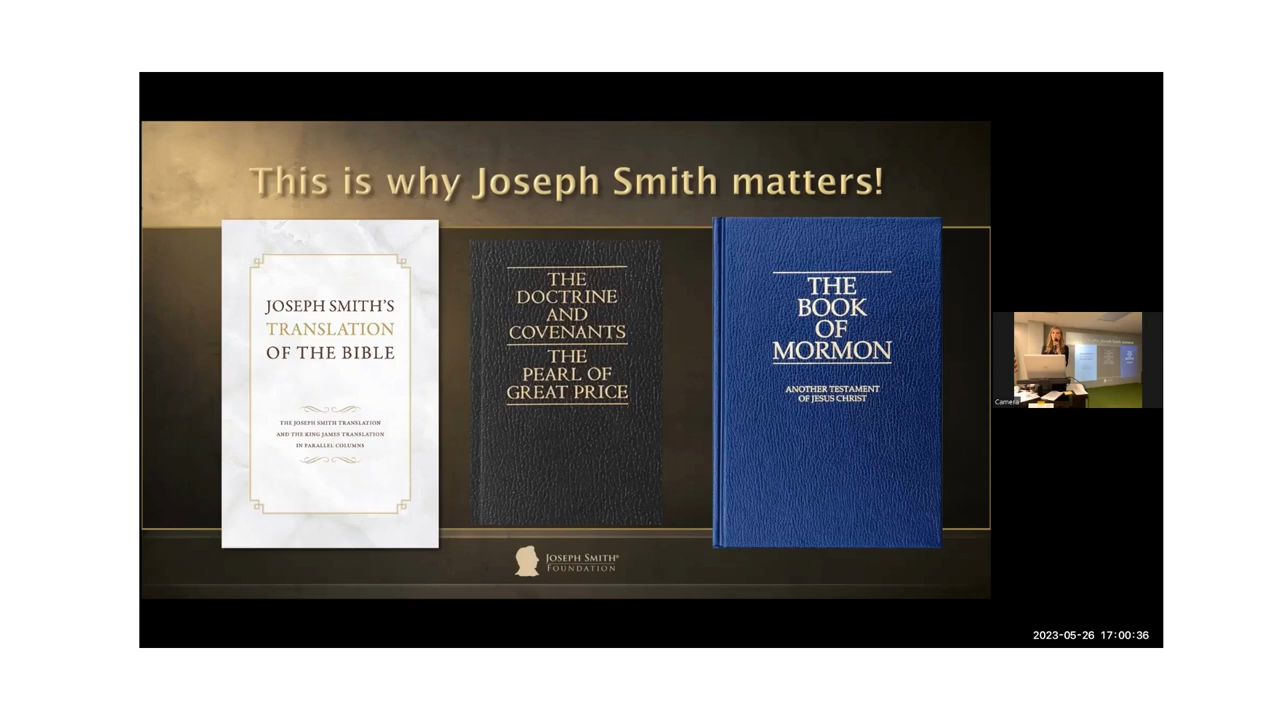 This is why Joseph Smith matters!
JOSEPH SMITH'S
TRANSLATION
OF THE BIBLE
THE JOSEPH SMITH TRANSLATION
AND THE KING JAMES TRANSLATION
IN PARALLEL COLUMNS
THE
DOCTRINE
AND
COVENANTS
THE
PEARL OF
GREAT PRICE
THE
BOOK
OF
MORMON
ANOTHER TESTAMENT
OF JESUS CHRIST
JOSEPH SMITH®
FOUNDATION
Camera
2023-05-26 17:00:36